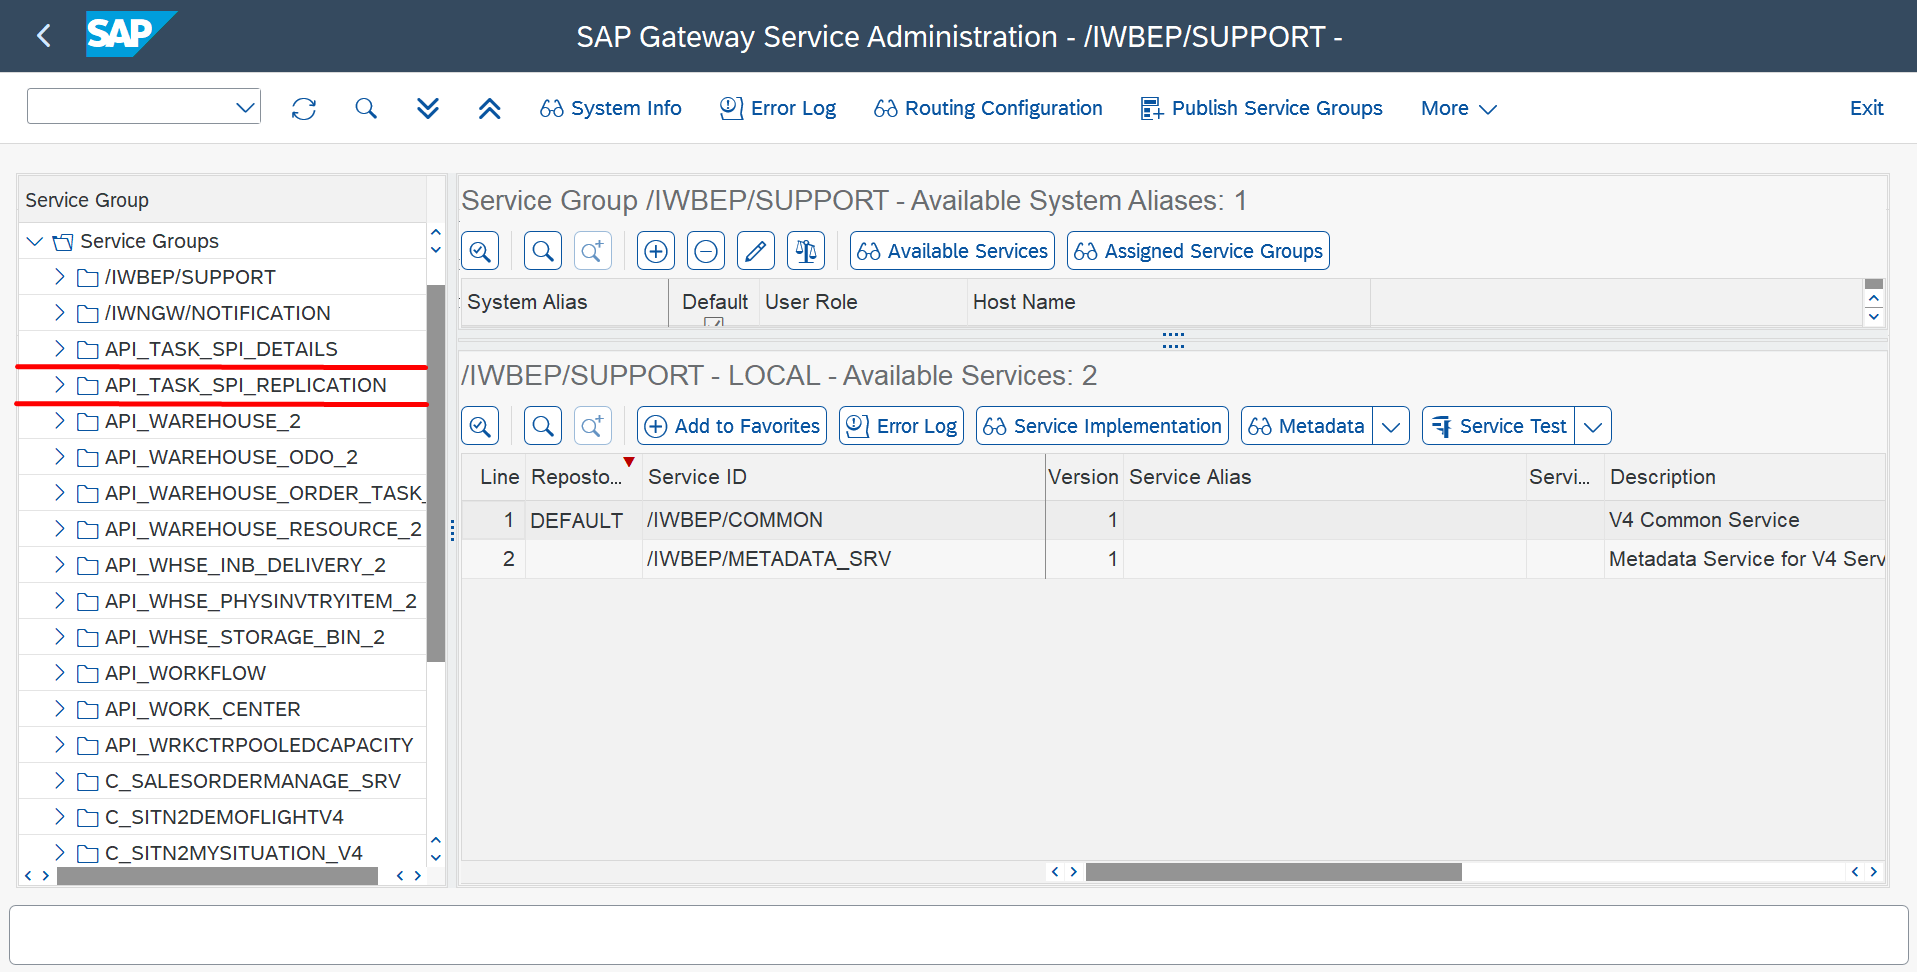 SAP
SAP Gateway Service Administration - /IWBEP/SUPPORT -
System Info Error Log Routing Configuration Publish Service Groups More Exit
Service Group
Service Groups
/IWBEP/SUPPORT
/IWNGW/NOTIFICATION
API_TASK_SPI_DETAILS
API_TASK_SPI_REPLICATION
API_WAREHOUSE_2
API_WAREHOUSE_ODO_2
API_WAREHOUSE_ORDER_TASK_
API_WAREHOUSE_RESOURCE_2
API_WHSE_INB_DELIVERY_2
API_WHSE_PHYSINVTRYITEM_2
API_WHSE_STORAGE_BIN_2
API_WORKFLOW
API_WORK_CENTER
API_WRKCTRPOOLEDCAPACITY
C_SALESORDERMANAGE_SRV
C_SITN2DEMOFLIGHTV4
C_SITN2MYSITUATION_V4
Service Group /IWBEP/SUPPORT - Available System Aliases: 1
Available Services Assigned Service Groups
System Alias Default User Role Host Name
/IWBEP/SUPPORT - LOCAL - Available Services: 2
Add to Favorites Error Log Service Implementation Metadata Service Test
Line Reposto... Service ID Version Service Alias Servi... Description
1 DEFAULT /IWBEP/COMMON 1 V4 Common Service
2 /IWBEP/METADATA_SRV 1 Metadata Service for V4 Serv